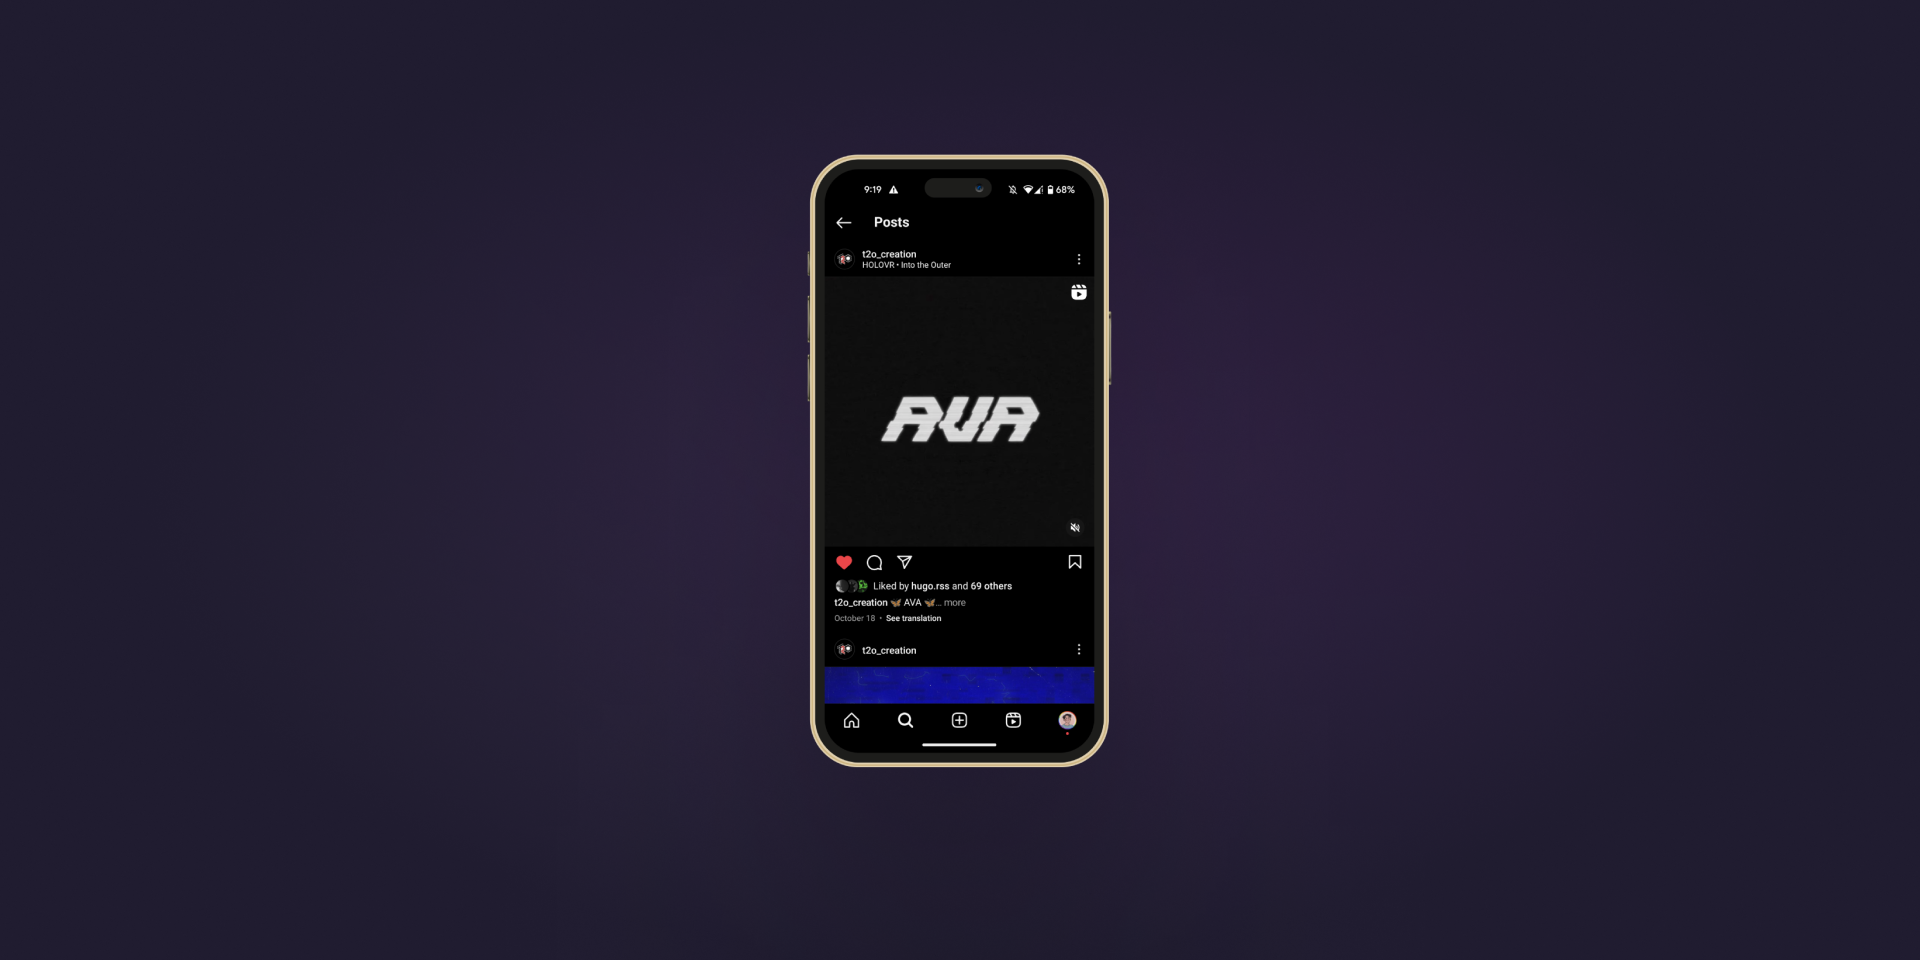 9:19 68%
Posts
t2o_creation
HOLOVR • Into the Outer
AVA
Liked by hugo.rss and 69 others
t2o_creation 🦋 AVA 🦋... more
October 18 • See translation
t2o_creation